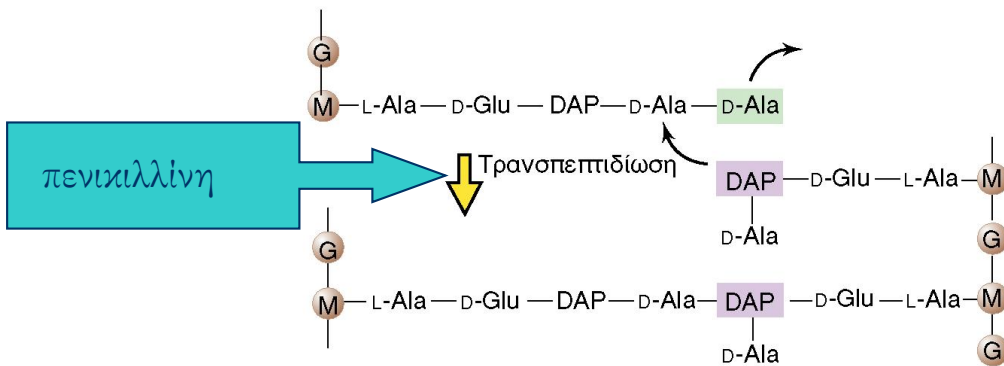 G
M L-Ala D-Glu DAP D-Ala D-Ala
πενικιλλίνη
Τρανσπεπτιδίωση
DAP D-Glu L-Ala M
D-Ala
G
G
M L-Ala D-Glu DAP D-Ala DAP D-Glu L-Ala M
D-Ala
G